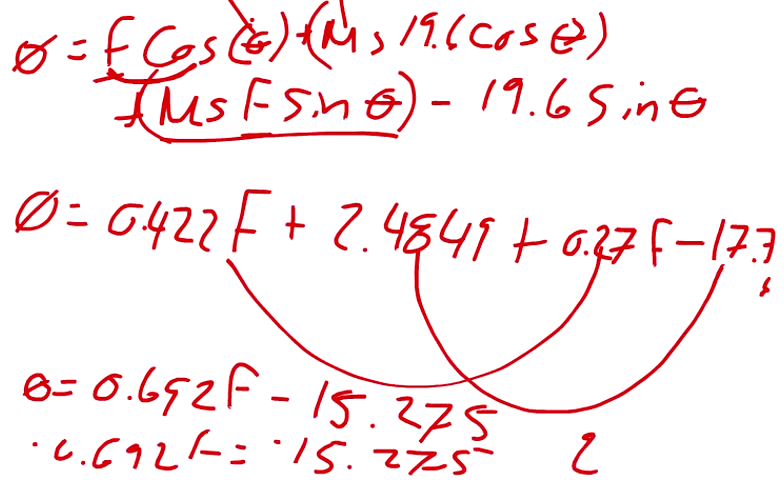 Ø = F Cos(θ) + (Ms 19.6 Cos θ)
+ (Ms F Sin θ) - 19.6 Sin θ
Ø = 0.422 F + 2.4849 + 0.27 F - 17.7
0 = 0.692 F - 15.275
-0.692 F = -15.275
2